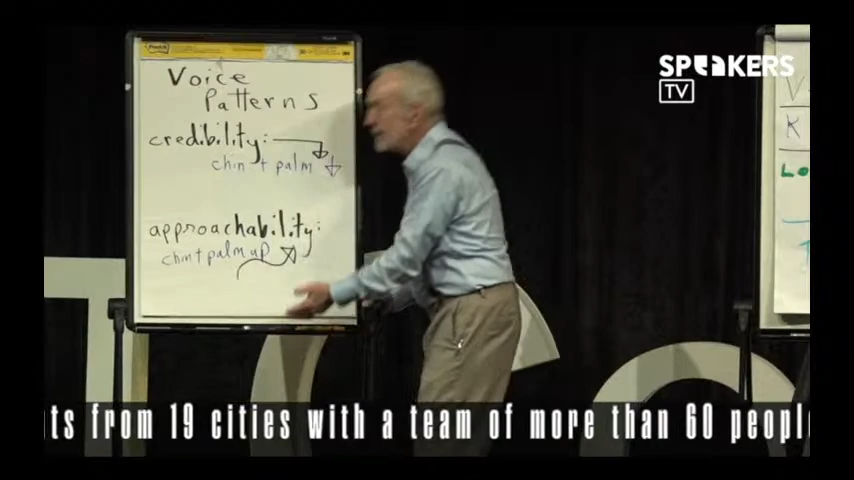 Voice
Patterns
credibility:
chin + palm
approachability:
chin + palm up
SPEAKERS
TV
V
K
Lo
ts from 19 cities with a team of more than 60 peopl